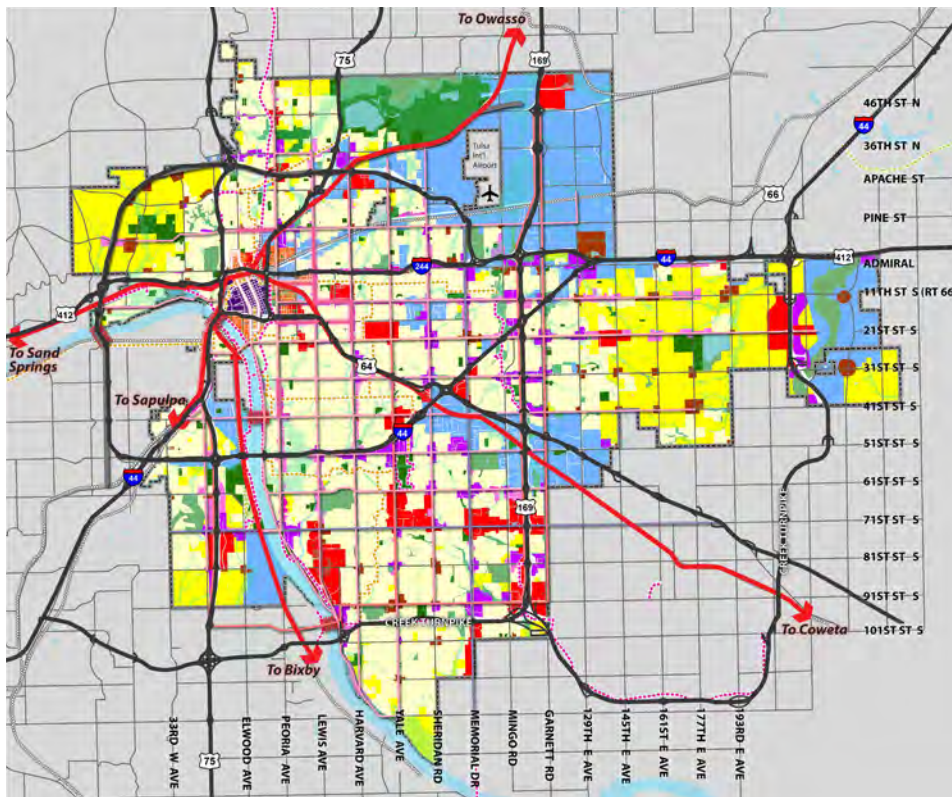 To Owasso
75
169
46TH ST N
44
36TH ST N
Tulsa
Int'l.
Airport
APACHE ST
66
PINE ST
412
ADMIRAL
244
44
11TH ST S (RT 66
412
21ST ST S
To Sand
Springs
64
31ST ST S
To Sapulpa
41ST ST S
44
51ST ST S
44
61ST ST S
169
71ST ST S
CREEK TURNPIKE
81ST ST S
91ST ST S
CREEK TURNPIKE
To Coweta
101ST ST S
To Bixby
33RD W AVE
ELWOOD AVE
PEORIA AVE
LEWIS AVE
HARVARD AVE
YALE AVE
SHERIDAN RD
MEMORIAL DR
MINGO RD
GARNETT RD
129TH E AVE
145TH E AVE
161ST E AVE
177TH E AVE
193RD E AVE
75